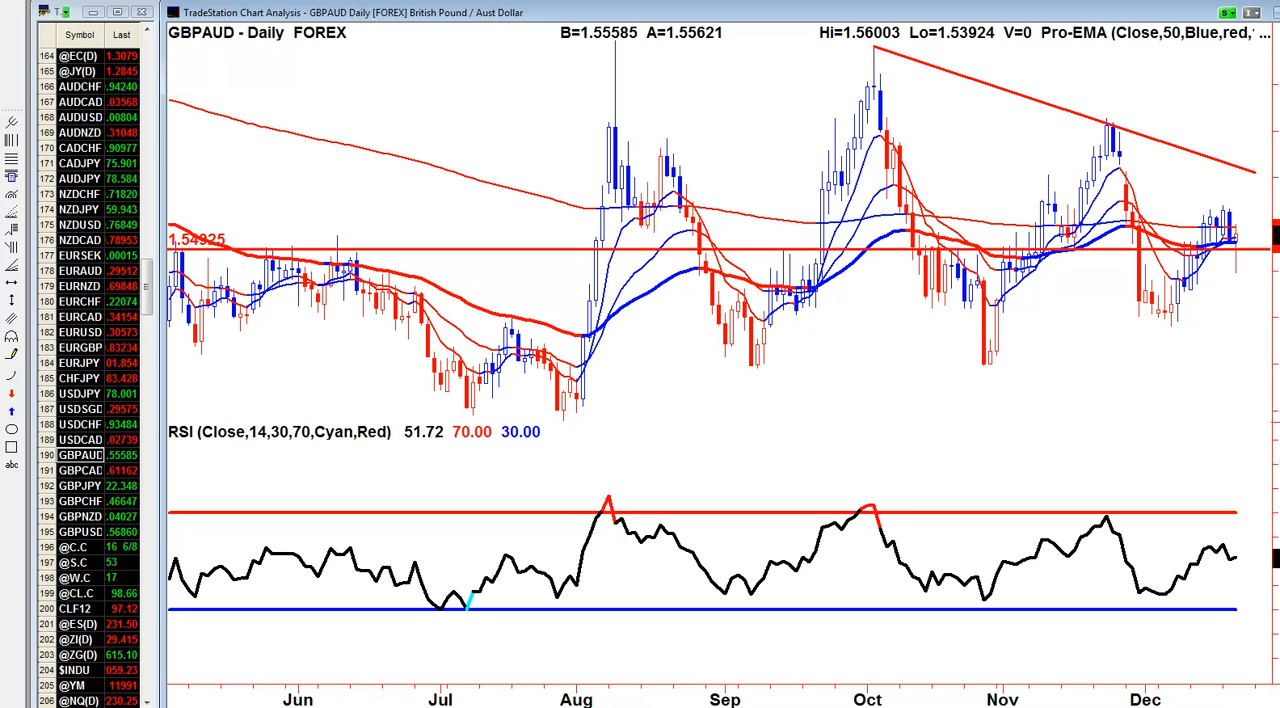 T.
TradeStation Chart Analysis - GBPAUD Daily [FOREX] British Pound / Aust Dollar
S
I
Symbol Last
GBPAUD - Daily FOREX B=1.55585 A=1.55621 Hi=1.56003 Lo=1.53924 V=0 Pro-EMA (Close,50,Blue,red, ...
164 @EC(D) 1.3079
165 @JY(D) 1.2845
166 AUDCHF .94240
167 AUDCAD .03568
168 AUDUSD .00804
169 AUDNZD .31048
170 CADCHF .90977
171 CADJPY 75.901
172 AUDJPY 78.584
173 NZDCHF .71820
174 NZDJPY 59.943
175 NZDUSD .76849
176 NZDCAD .78953
177 EURSEK .00015
178 EURAUD .29512
179 EURNZD .69848
180 EURCHF .22074
181 EURCAD .34154
182 EURUSD .30573
183 EURGBP .83234
184 EURJPY 01.854
185 CHFJPY 83.428
186 USDJPY 78.001
187 USDSGD .29575
188 USDCHF .93484
189 USDCAD .02739
190 GBPAUD .55585
191 GBPCAD .61162
192 GBPJPY 22.348
193 GBPCHF .46647
194 GBPNZD .04027
195 GBPUSD .56860
196 @C.C 16 6/8
197 @S.C 53
198 @W.C 17
199 @CL.C 98.66
200 CLF12 97.12
201 @ES(D) 231.50
202 @ZI(D) 29.415
203 @ZG(D) 615.10
204 $INDU 059.23
205 @YM 11991
206 @NQ(D) 230.25
abc
1.54925
RSI (Close,14,30,70,Cyan,Red) 51.72 70.00 30.00
Jun Jul Aug Sep Oct Nov Dec